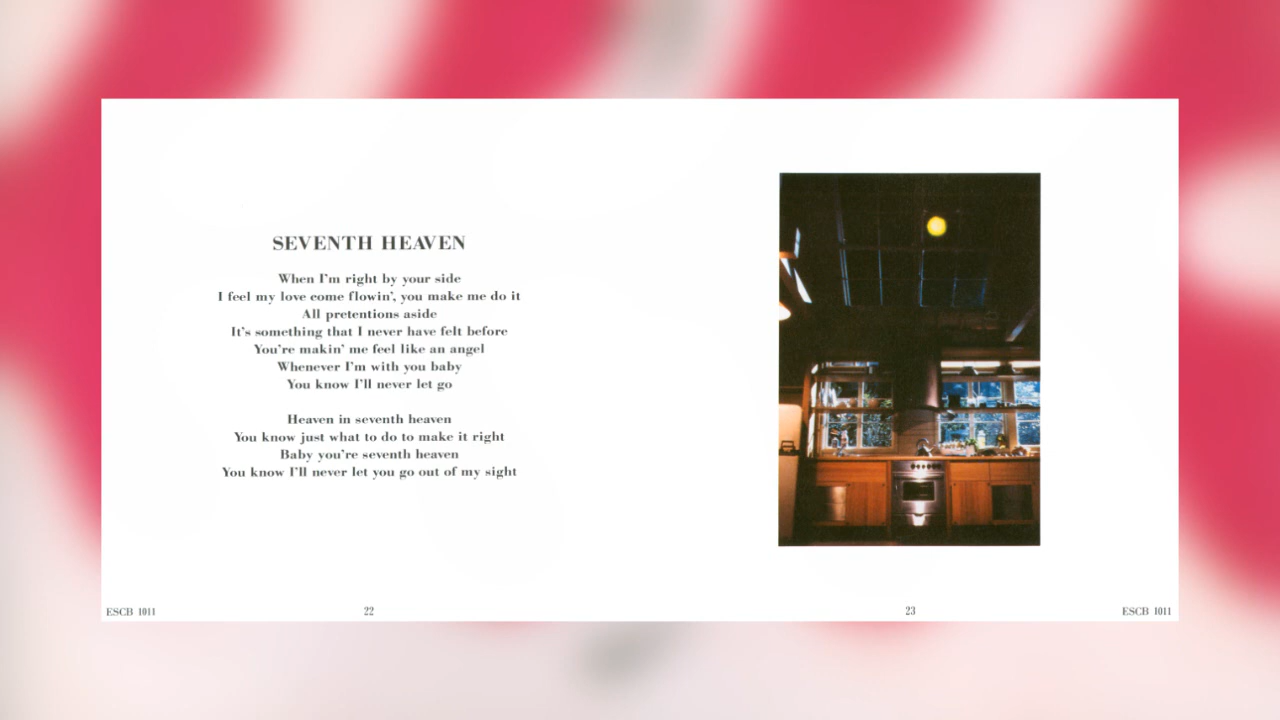 SEVENTH HEAVEN
When I'm right by your side
I feel my love come flowin', you make me do it
All pretentions aside
It's something that I never have felt before
You're makin' me feel like an angel
Whenever I'm with you baby
You know I'll never let go
Heaven in seventh heaven
You know just what to do to make it right
Baby you're seventh heaven
You know I'll never let you go out of my sight
ESCB 1011
22
23
ESCB 1011